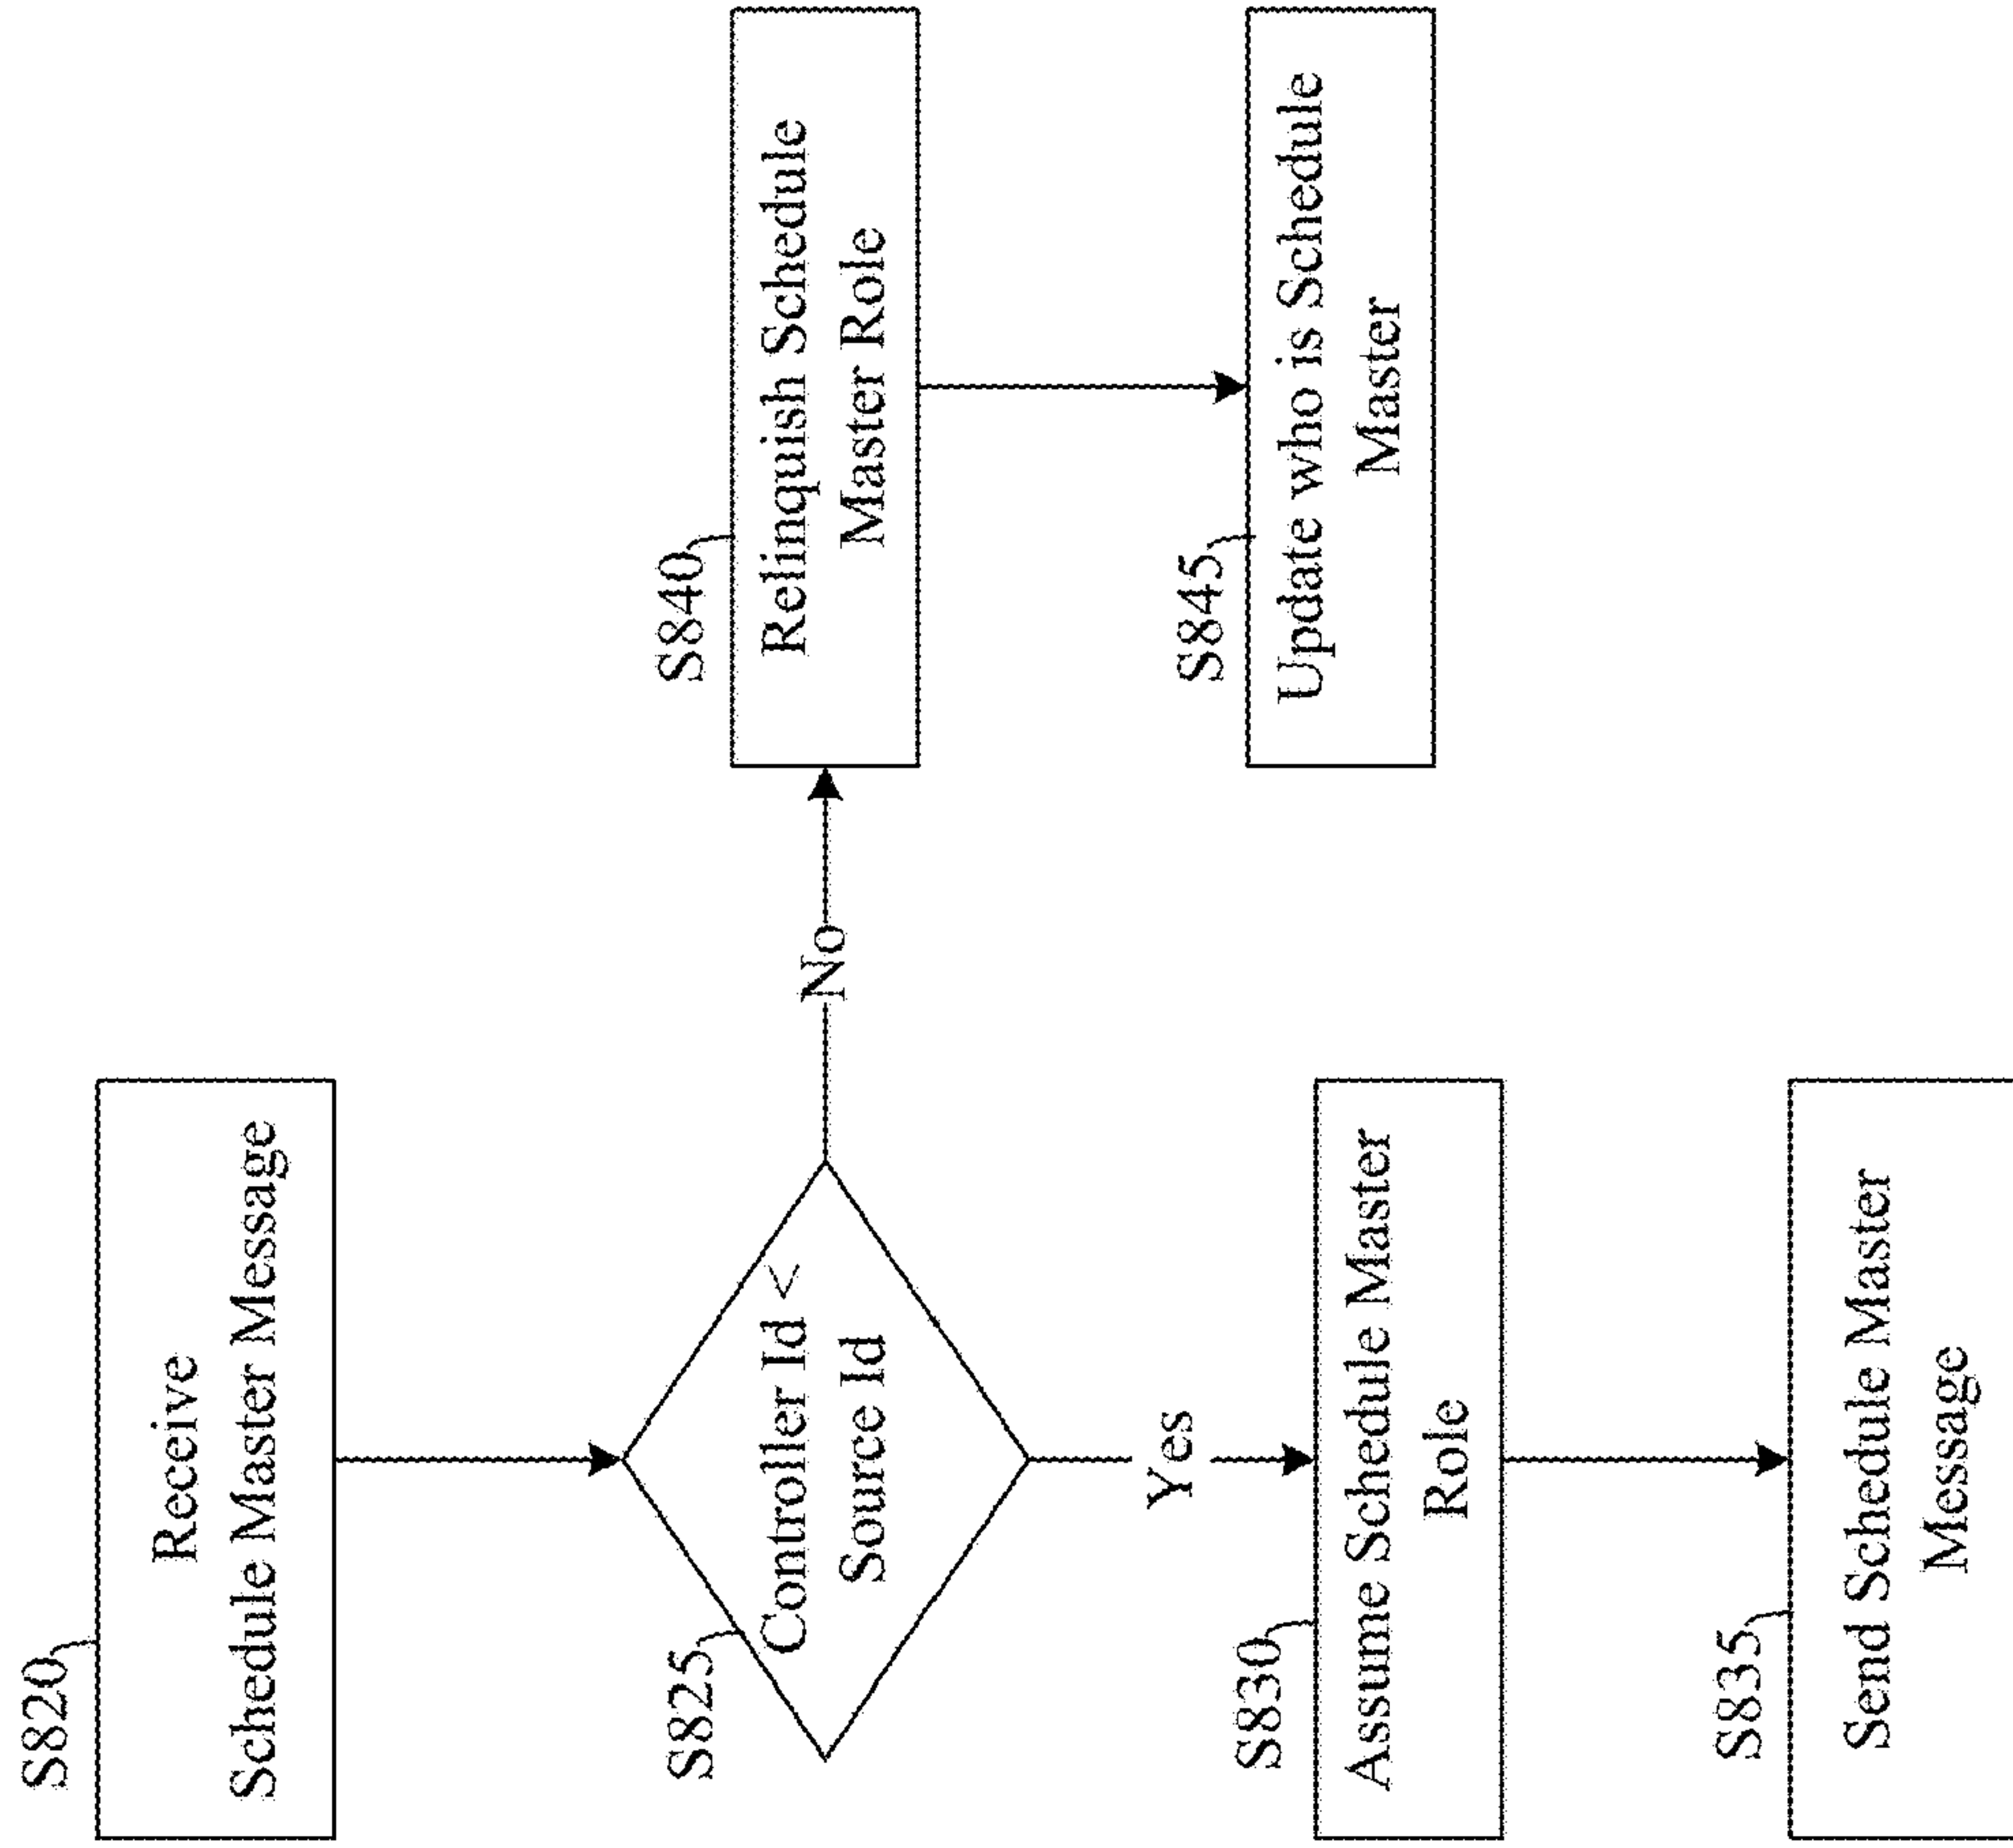 S820
Receive
Schedule Master Message
S825
Controller Id <
Source Id
No
S840
Relinquish Schedule
Master Role
S845
Update who is Schedule
Master
Yes
S830
Assume Schedule Master
Role
S835
Send Schedule Master
Message